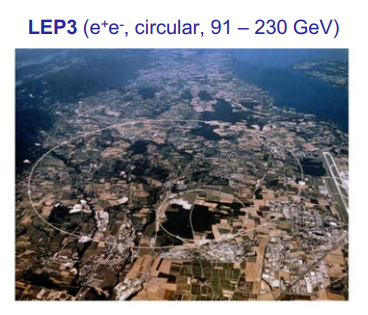 LEP3 (e⁺e⁻, circular, 91 – 230 GeV)